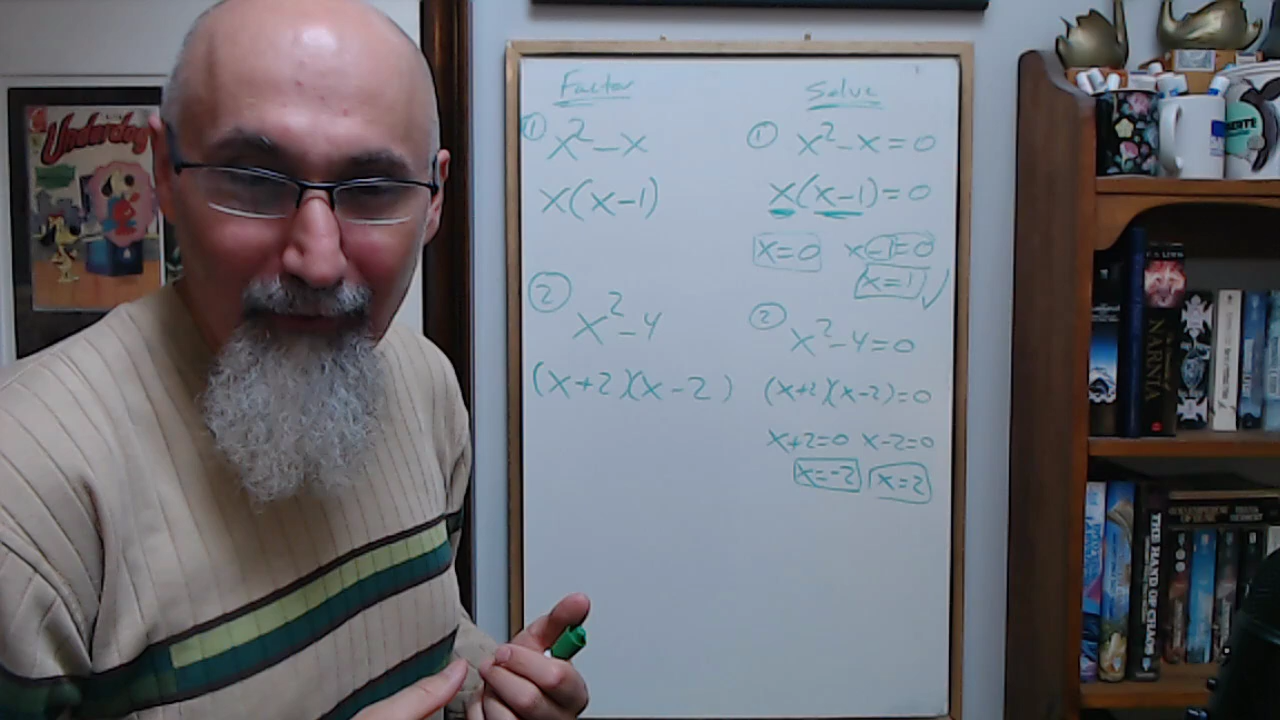 Underdog
Factor
① x² – x
x(x–1)
② x² – 4
(x+2)(x–2)
Solve
① x² – x = 0
x(x–1) = 0
x=0 x–1=0
x=1 ✓
② x² – 4 = 0
(x+2)(x–2)=0
x+2=0 x–2=0
x=–2 x=2
NARNIA
THE HAND OF CHAOS